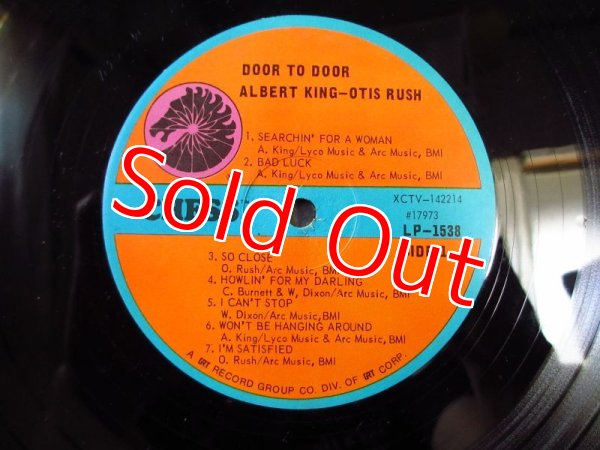 DOOR TO DOOR
ALBERT KING—OTIS RUSH
1. SEARCHIN' FOR A WOMAN
A. King/Lyco Music & Arc Music, BMI
2. BAD LUCK
A. King/Lyco Music & Arc Music, BMI
Sold Out
CHESS
XCTV—142214
#17973
LP—1538
SIDE 1
3. SO CLOSE
O. Rush/Arc Music, BMI
4. HOWLIN' FOR MY DARLING
C. Burnett & W. Dixon/Arc Music, BMI
5. I CAN'T STOP
W. Dixon/Arc Music,BMI
6. WON'T BE HANGING AROUND
A. King/Lyco Music & Arc Music, BMI
7. I'M SATISFIED
O. Rush/Arc Music, BMI
A GRT RECORD GROUP CO. DIV. OF GRT CORP.